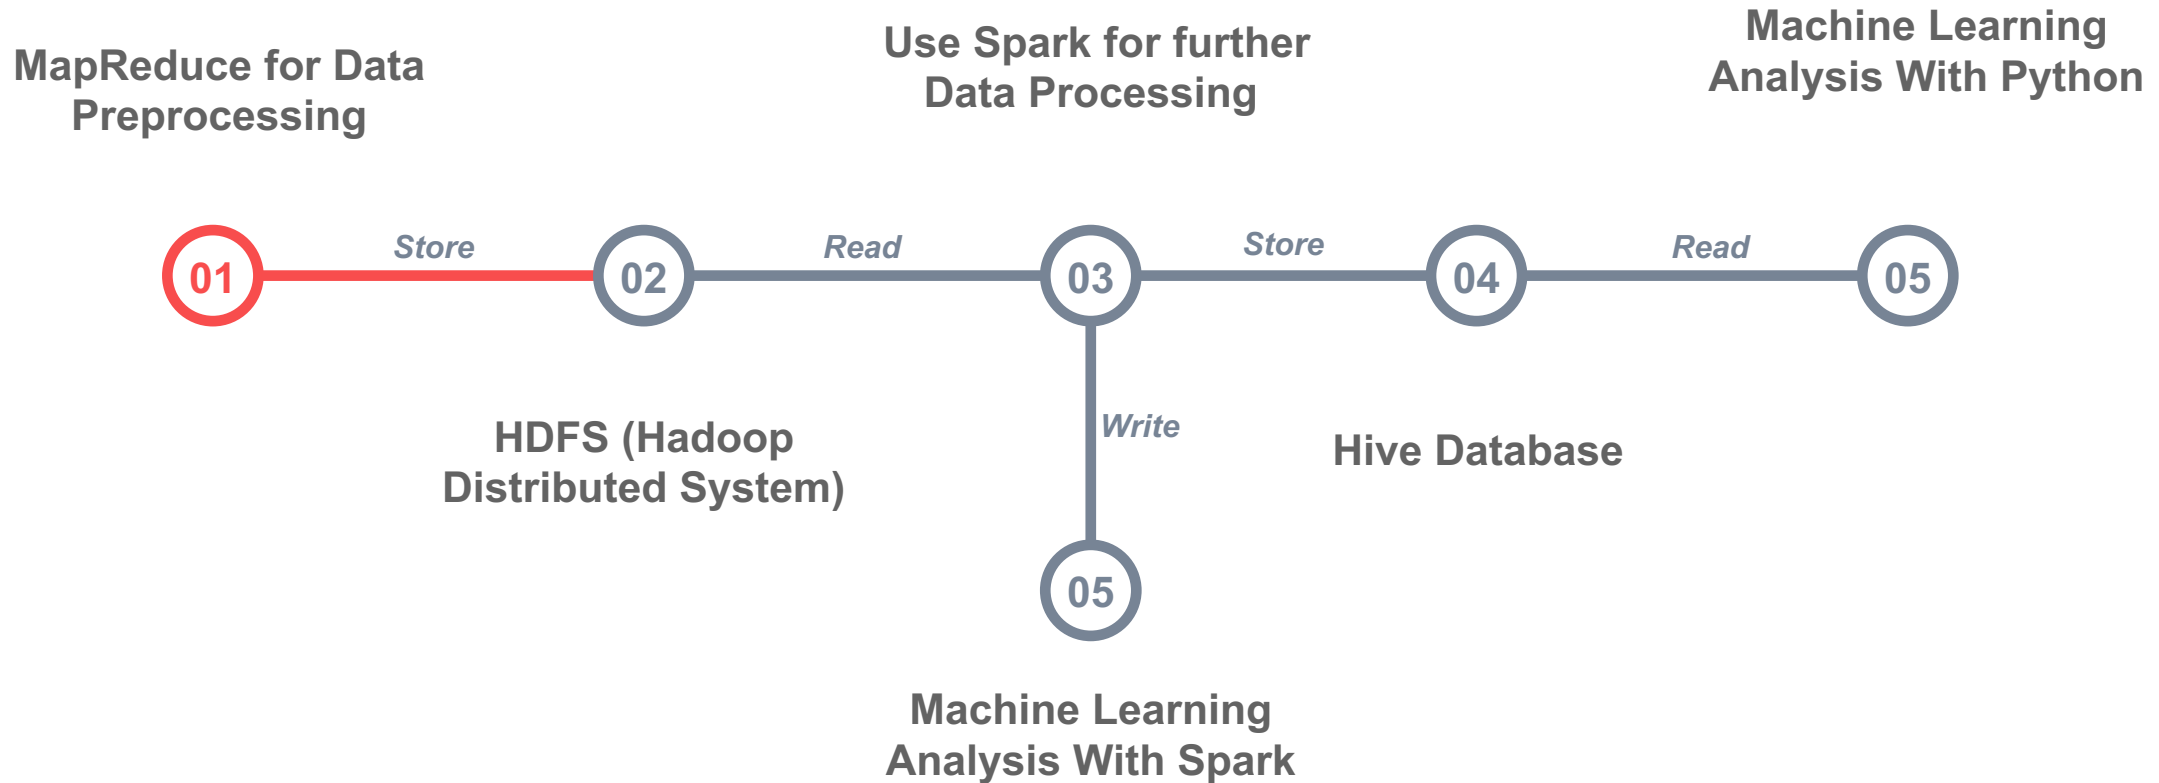 MapReduce for Data
Preprocessing
Use Spark for further
Data Processing
Machine Learning
Analysis With Python
01
Store
02
Read
03
Store
04
Read
05
HDFS (Hadoop
Distributed System)
Write
Hive Database
05
Machine Learning
Analysis With Spark